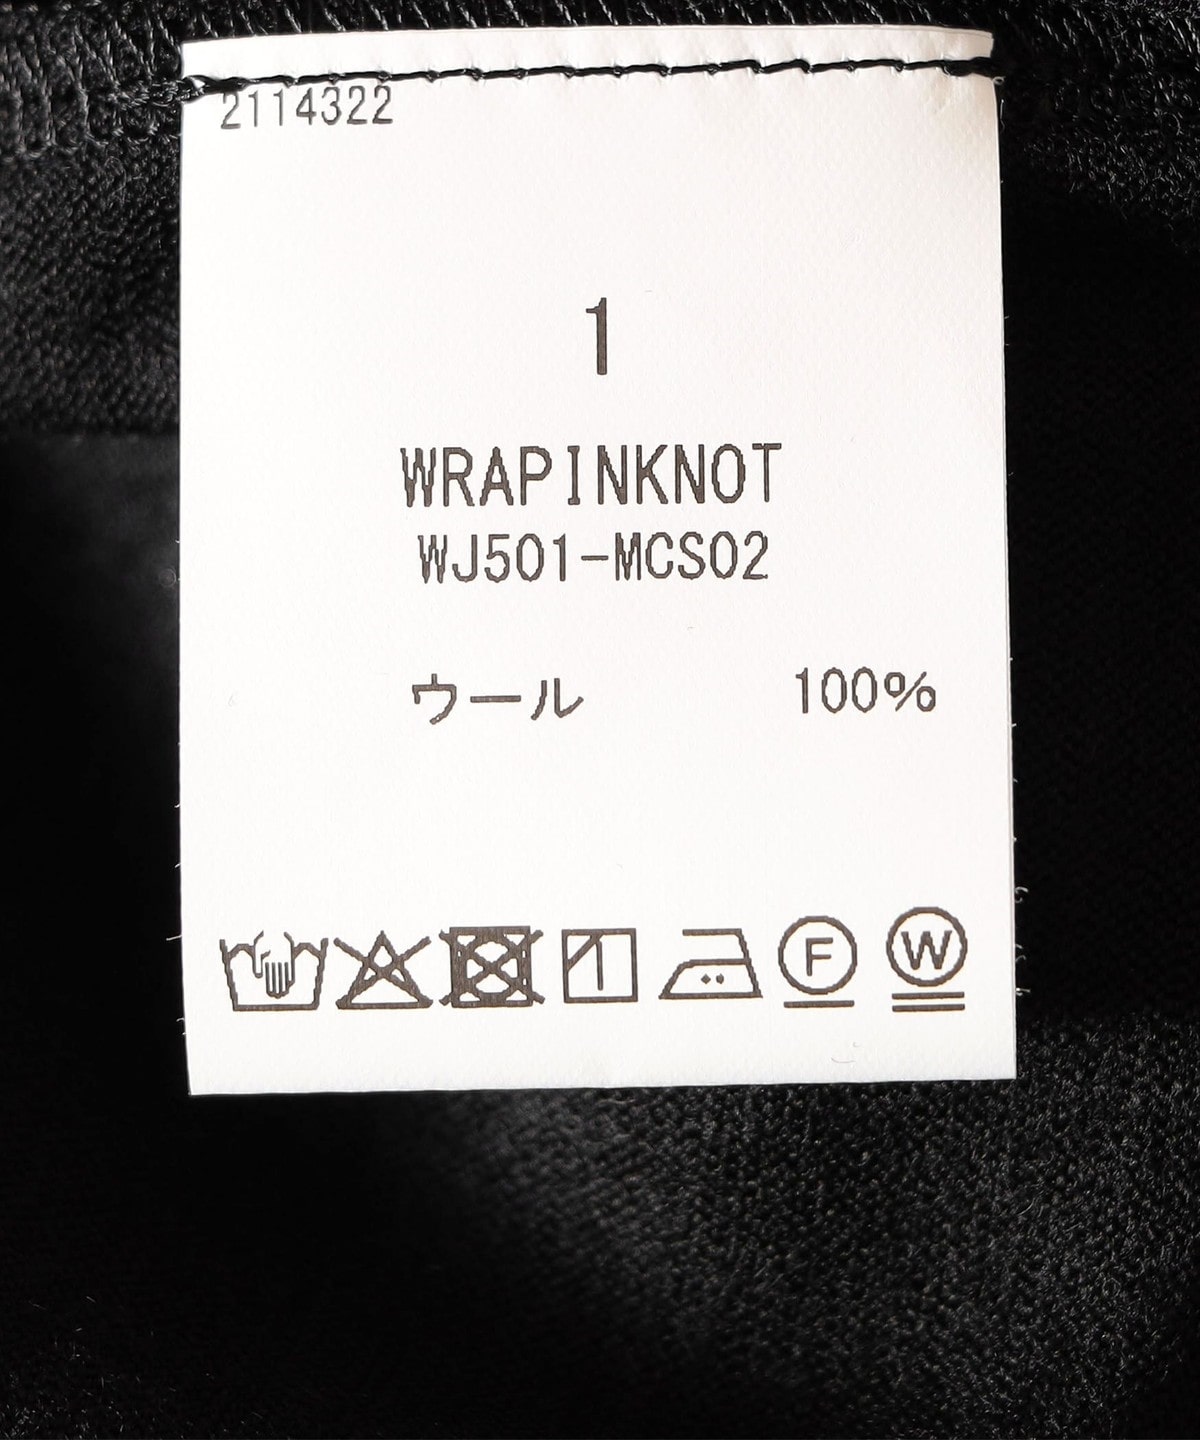 2114322
1
WRAPINKNOT
WJ501-MCS02
ウール 100%
F W